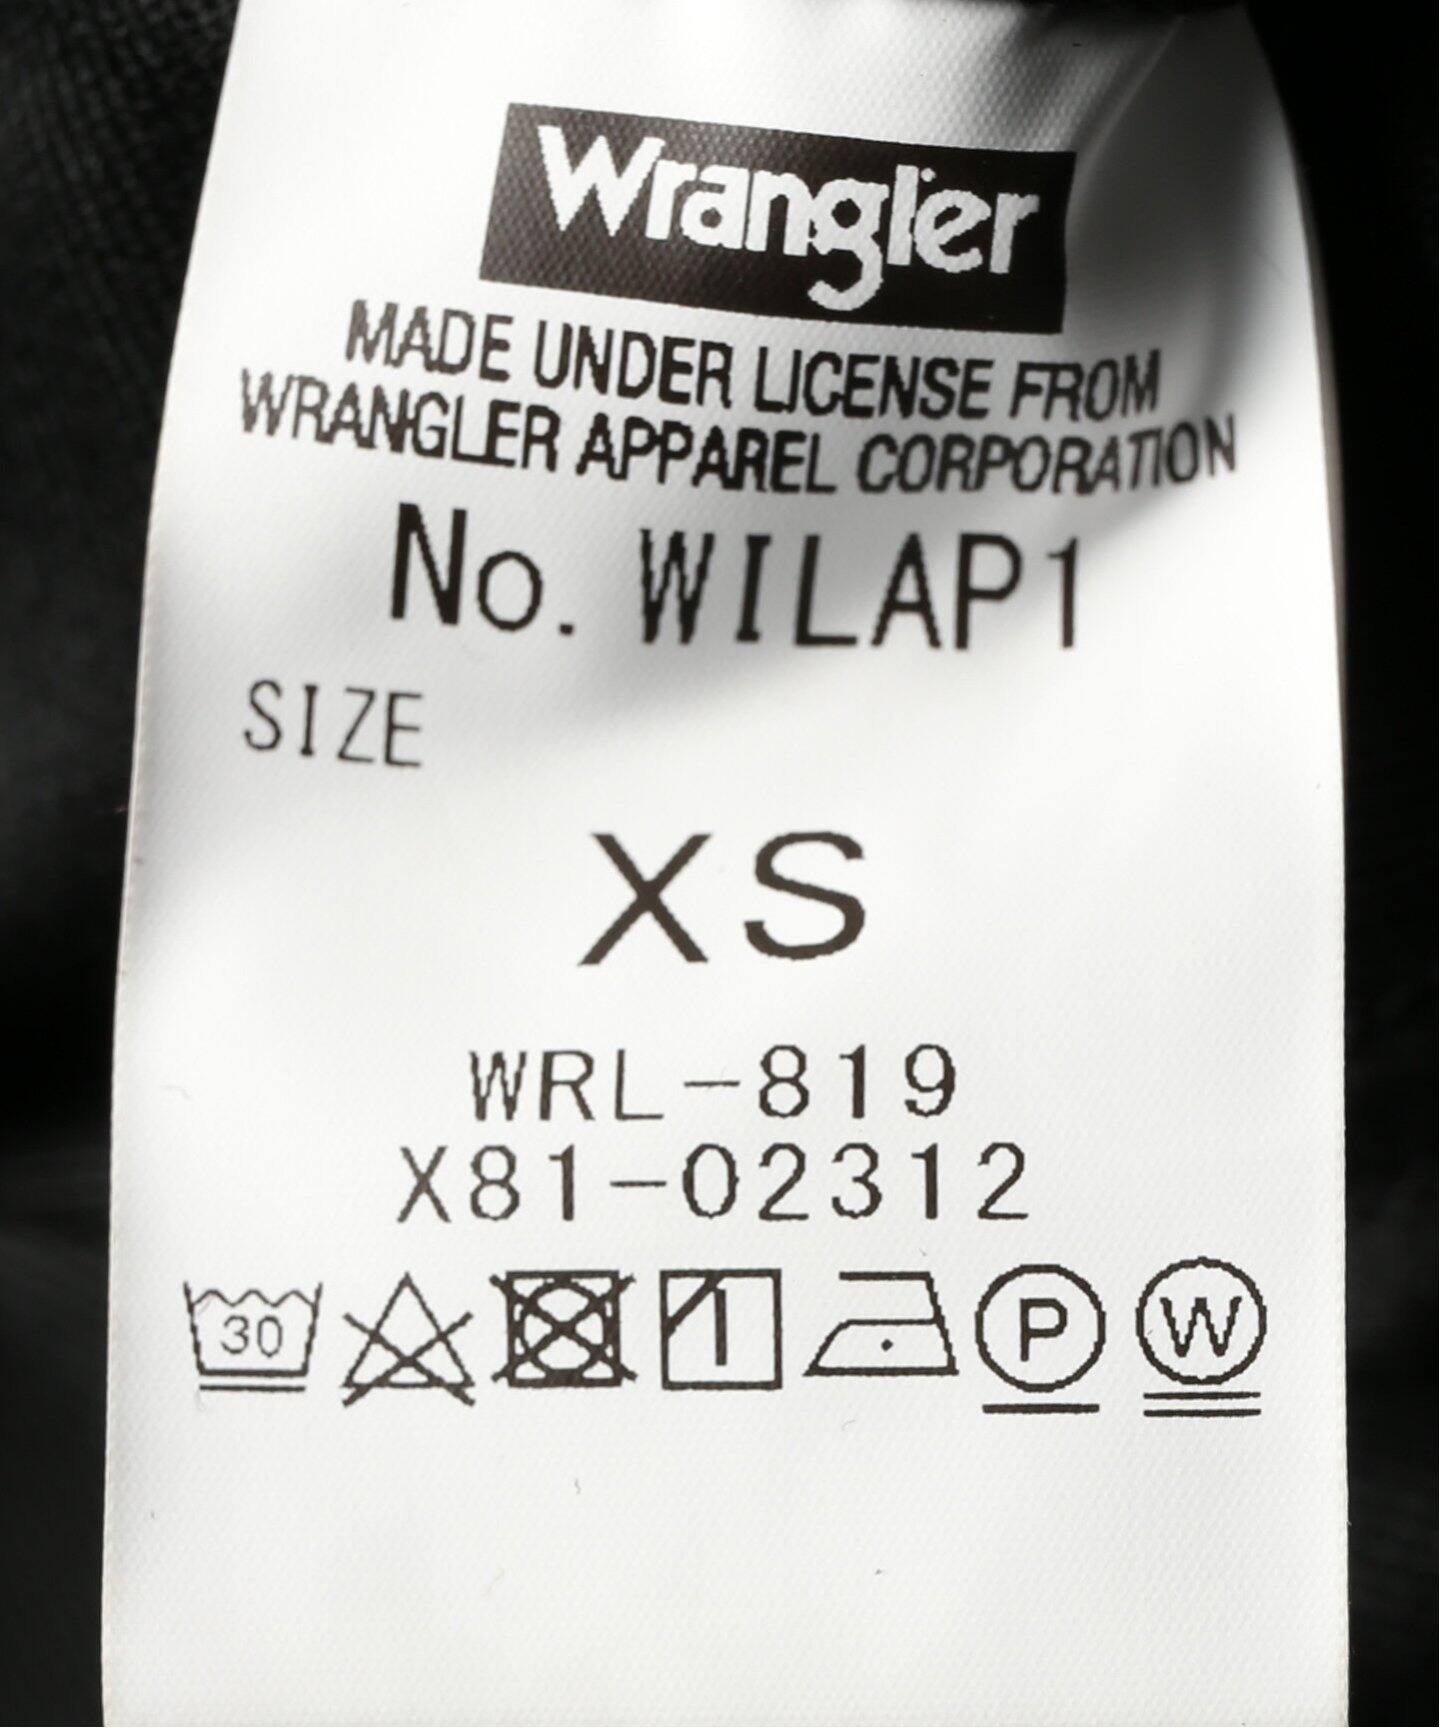 Wrangler
MADE UNDER LICENSE FROM
WRANGLER APPAREL CORPORATION
No. WILAP1
SIZE
XS
WRL-819
X81-02312
30 P W